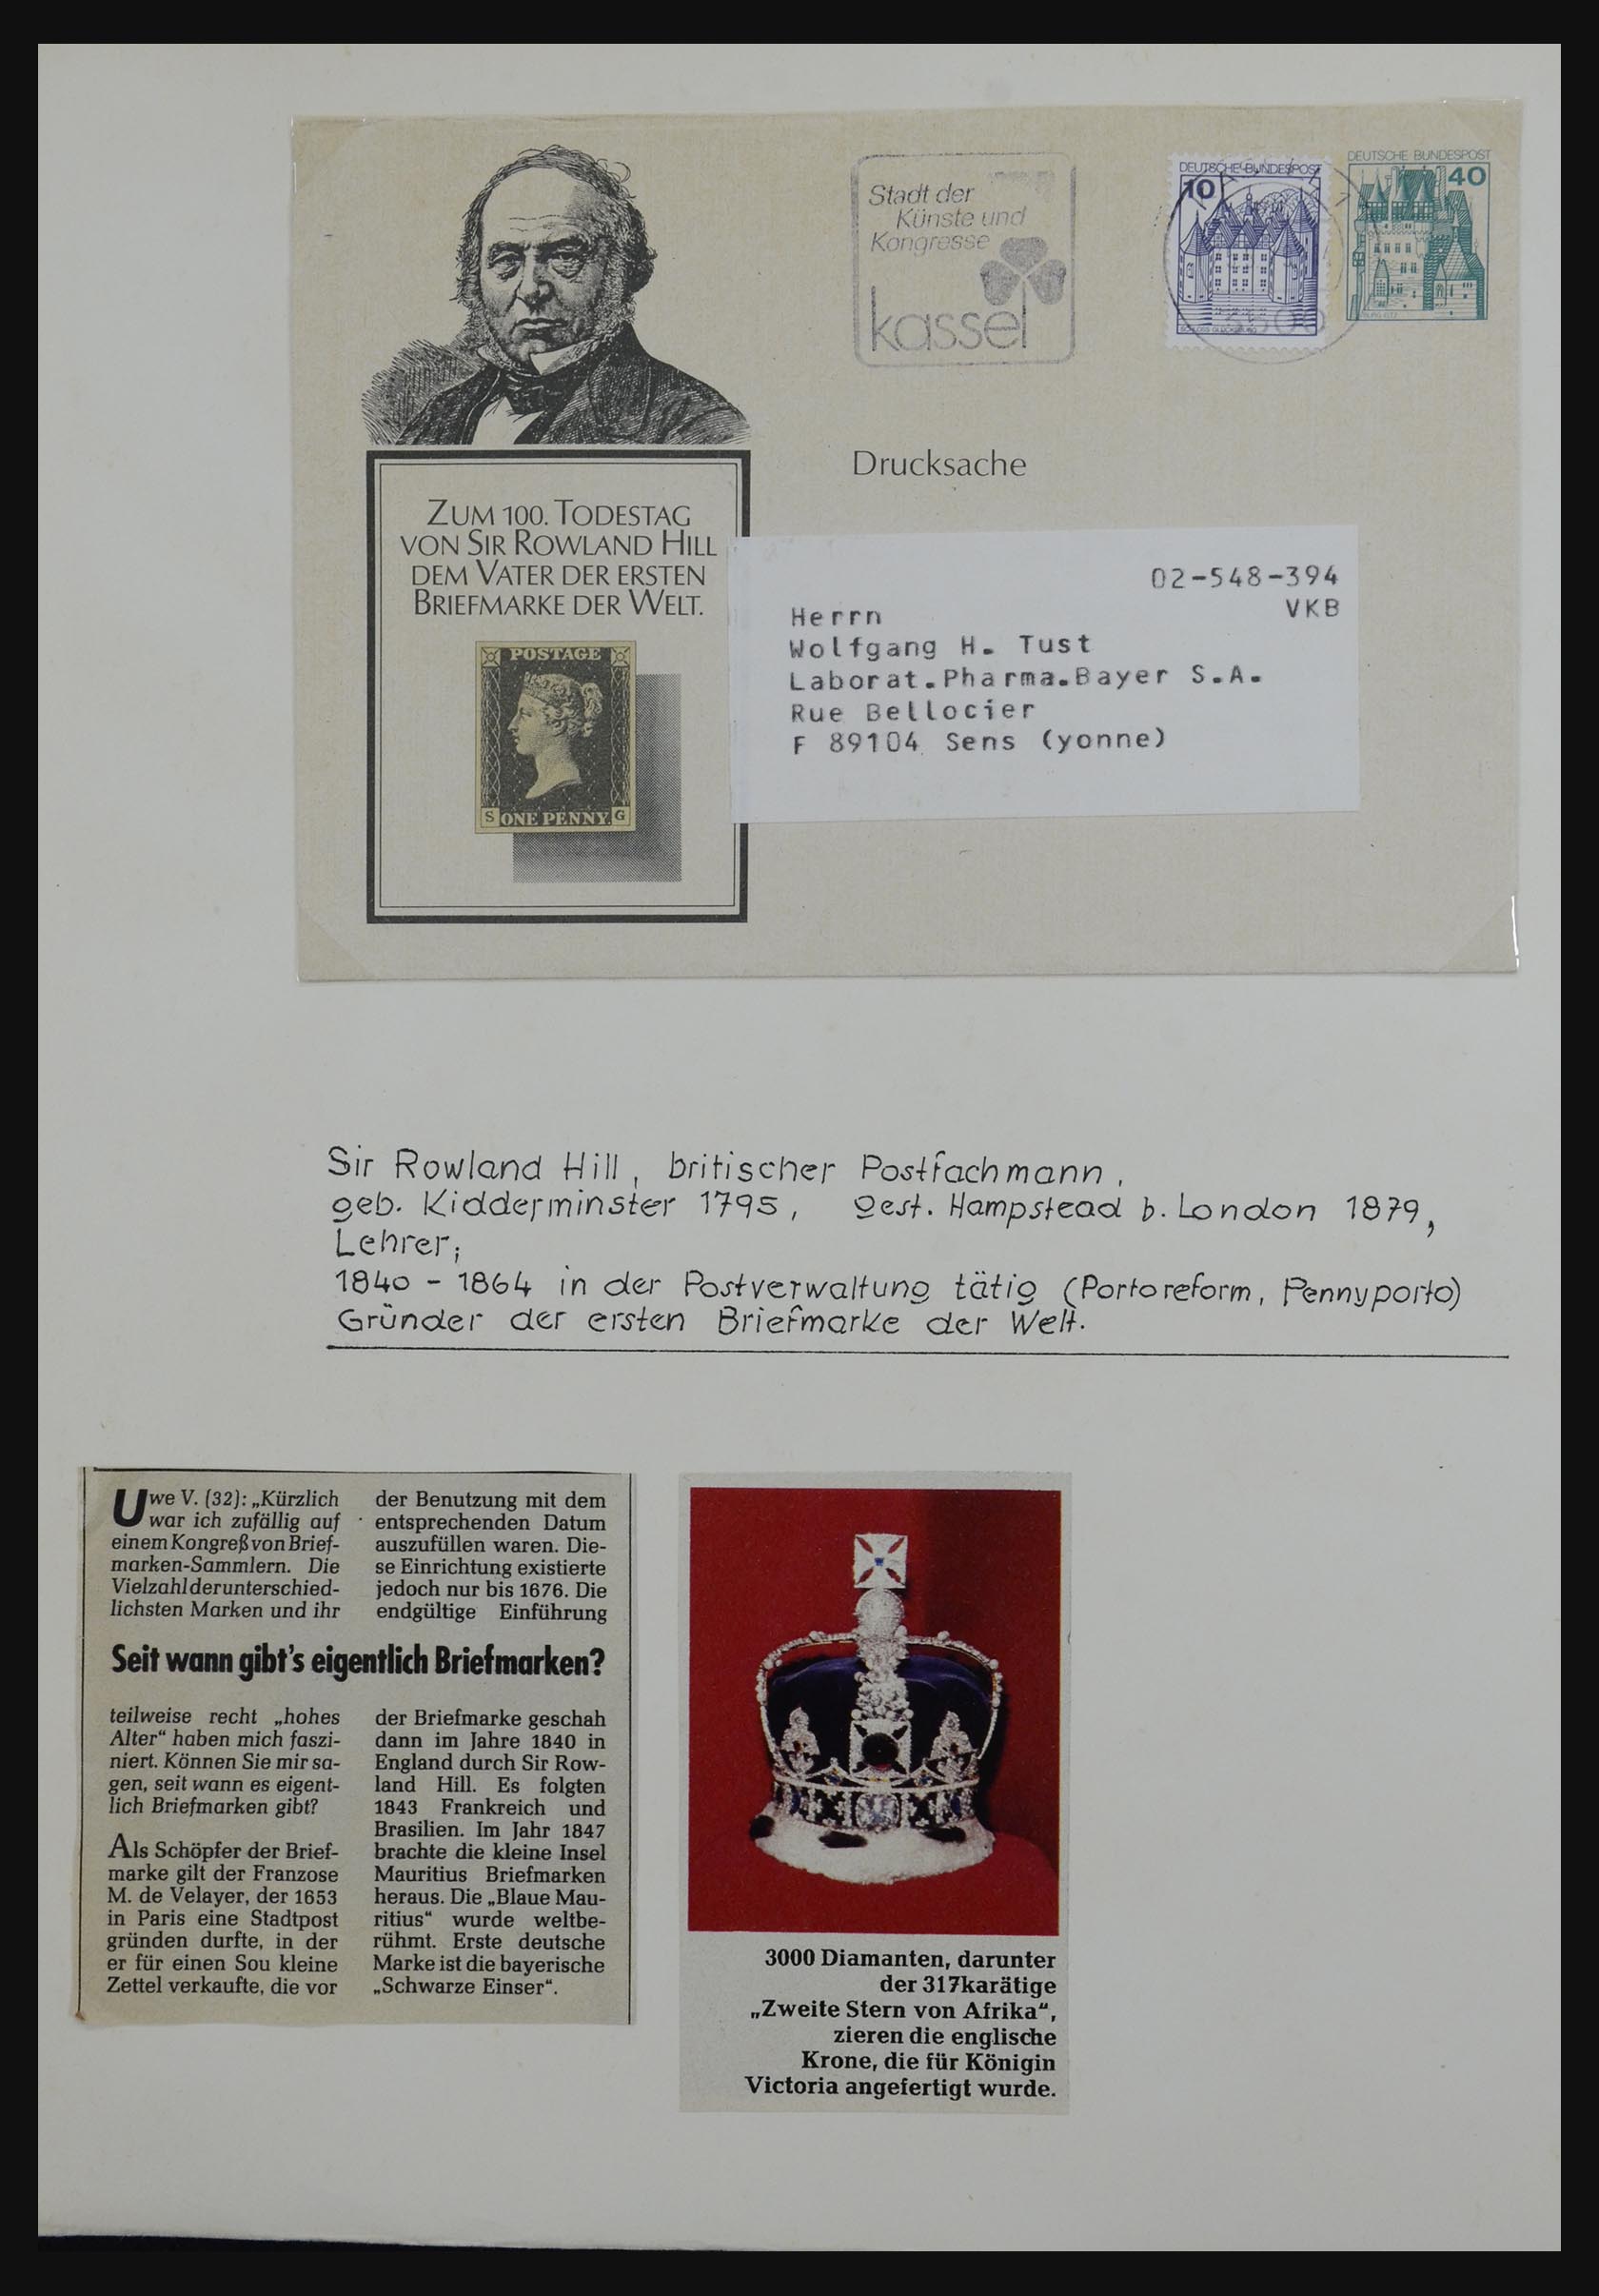 Stadt der
Künste und
Kongresse
kassel
DEUTSCHE BUNDESPOST
10
DEUTSCHE BUNDESPOST
40
Drucksache
ZUM 100. TODESTAG
VON SIR ROWLAND HILL
DEM VATER DER ERSTEN
BRIEFMARKE DER WELT.
POSTAGE
S ONE PENNY. G
02-548-394
VKB
Herrn
Wolfgang H. Tust
Laborat.Pharma.Bayer S.A.
Rue Bellocier
F 89104 Sens (yonne)
Sir Rowland Hill, britischer Postfachmann,
geb. Kidderminster 1795, gest. Hampstead b. London 1879,
Lehrer;
1840 - 1864 in der Postverwaltung tätig (Portoreform, Pennyporto)
Gründer der ersten Briefmarke der Welt.
Uwe V. (32): „Kürzlich
war ich zufällig auf
einem Kongreß von Brief-
marken-Sammlern. Die
Vielzahl der unterschied-
lichsten Marken und ihr
der Benutzung mit dem
entsprechenden Datum
auszufüllen waren. Die-
se Einrichtung existierte
jedoch nur bis 1676. Die
endgültige Einführung
Seit wann gibt's eigentlich Briefmarken?
teilweise recht „hohes
Alter“ haben mich faszi-
niert. Können Sie mir sa-
gen, seit wann es eigent-
lich Briefmarken gibt?
Als Schöpfer der Brief-
marke gilt der Franzose
M. de Velayer, der 1653
in Paris eine Stadtpost
gründen durfte, in der
er für einen Sou kleine
Zettel verkaufte, die vor
der Briefmarke geschah
dann im Jahre 1840 in
England durch Sir Row-
land Hill. Es folgten
1843 Frankreich und
Brasilien. Im Jahr 1847
brachte die kleine Insel
Mauritius Briefmarken
heraus. Die „Blaue Mau-
ritius“ wurde weltbe-
rühmt. Erste deutsche
Marke ist die bayerische
„Schwarze Einser“.
3000 Diamanten, darunter
der 317karätige
„Zweite Stern von Afrika“,
zieren die englische
Krone, die für Königin
Victoria angefertigt wurde.